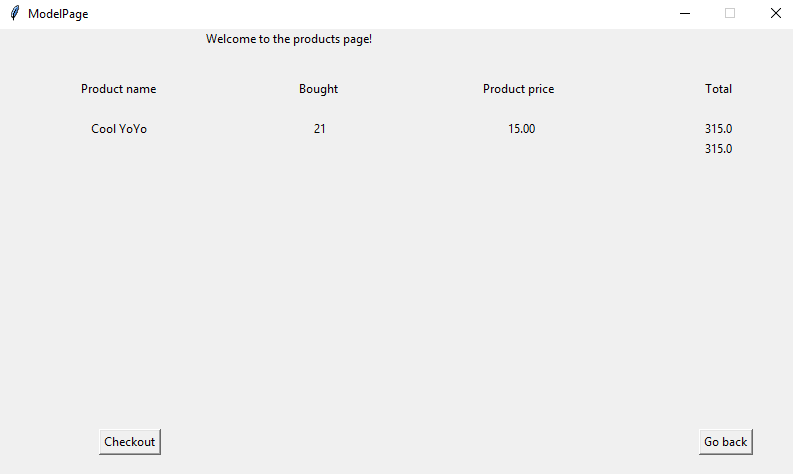 ModelPage
Welcome to the products page!
Product name Bought Product price Total
Cool YoYo 21 15.00 315.0
315.0
Checkout Go back